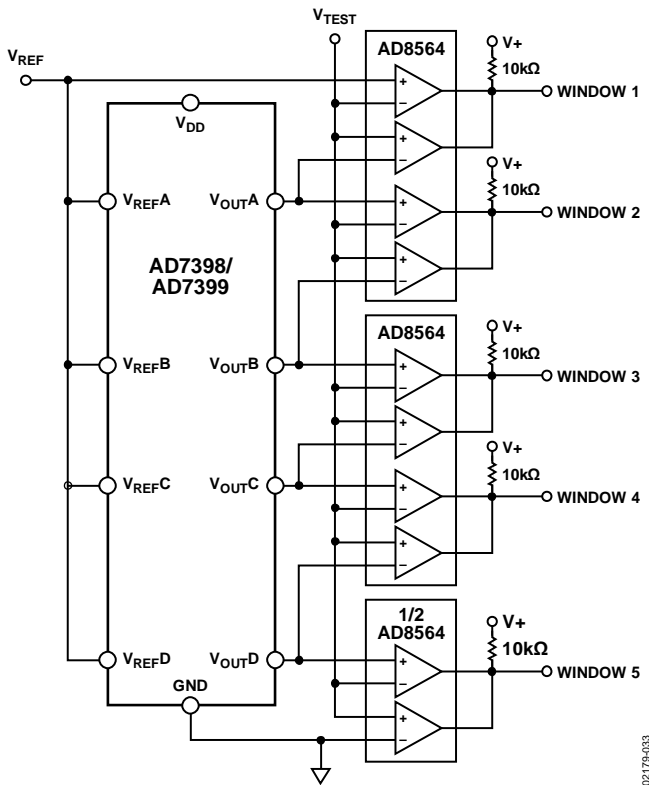 VTEST
AD8564
V+
VREF
+
10kΩ
WINDOW 1
−
VDD
+
−
V+
10kΩ
VREFA
VOUTA
+
WINDOW 2
−
AD7398/
AD7399
+
−
AD8564
V+
10kΩ
VREFB
VOUTB
+
WINDOW 3
−
+
−
V+
10kΩ
VREFC
VOUTC
+
WINDOW 4
−
+
−
1/2
AD8564
V+
10kΩ
VREFD
VOUTD
+
WINDOW 5
−
GND
+
−
02179-033